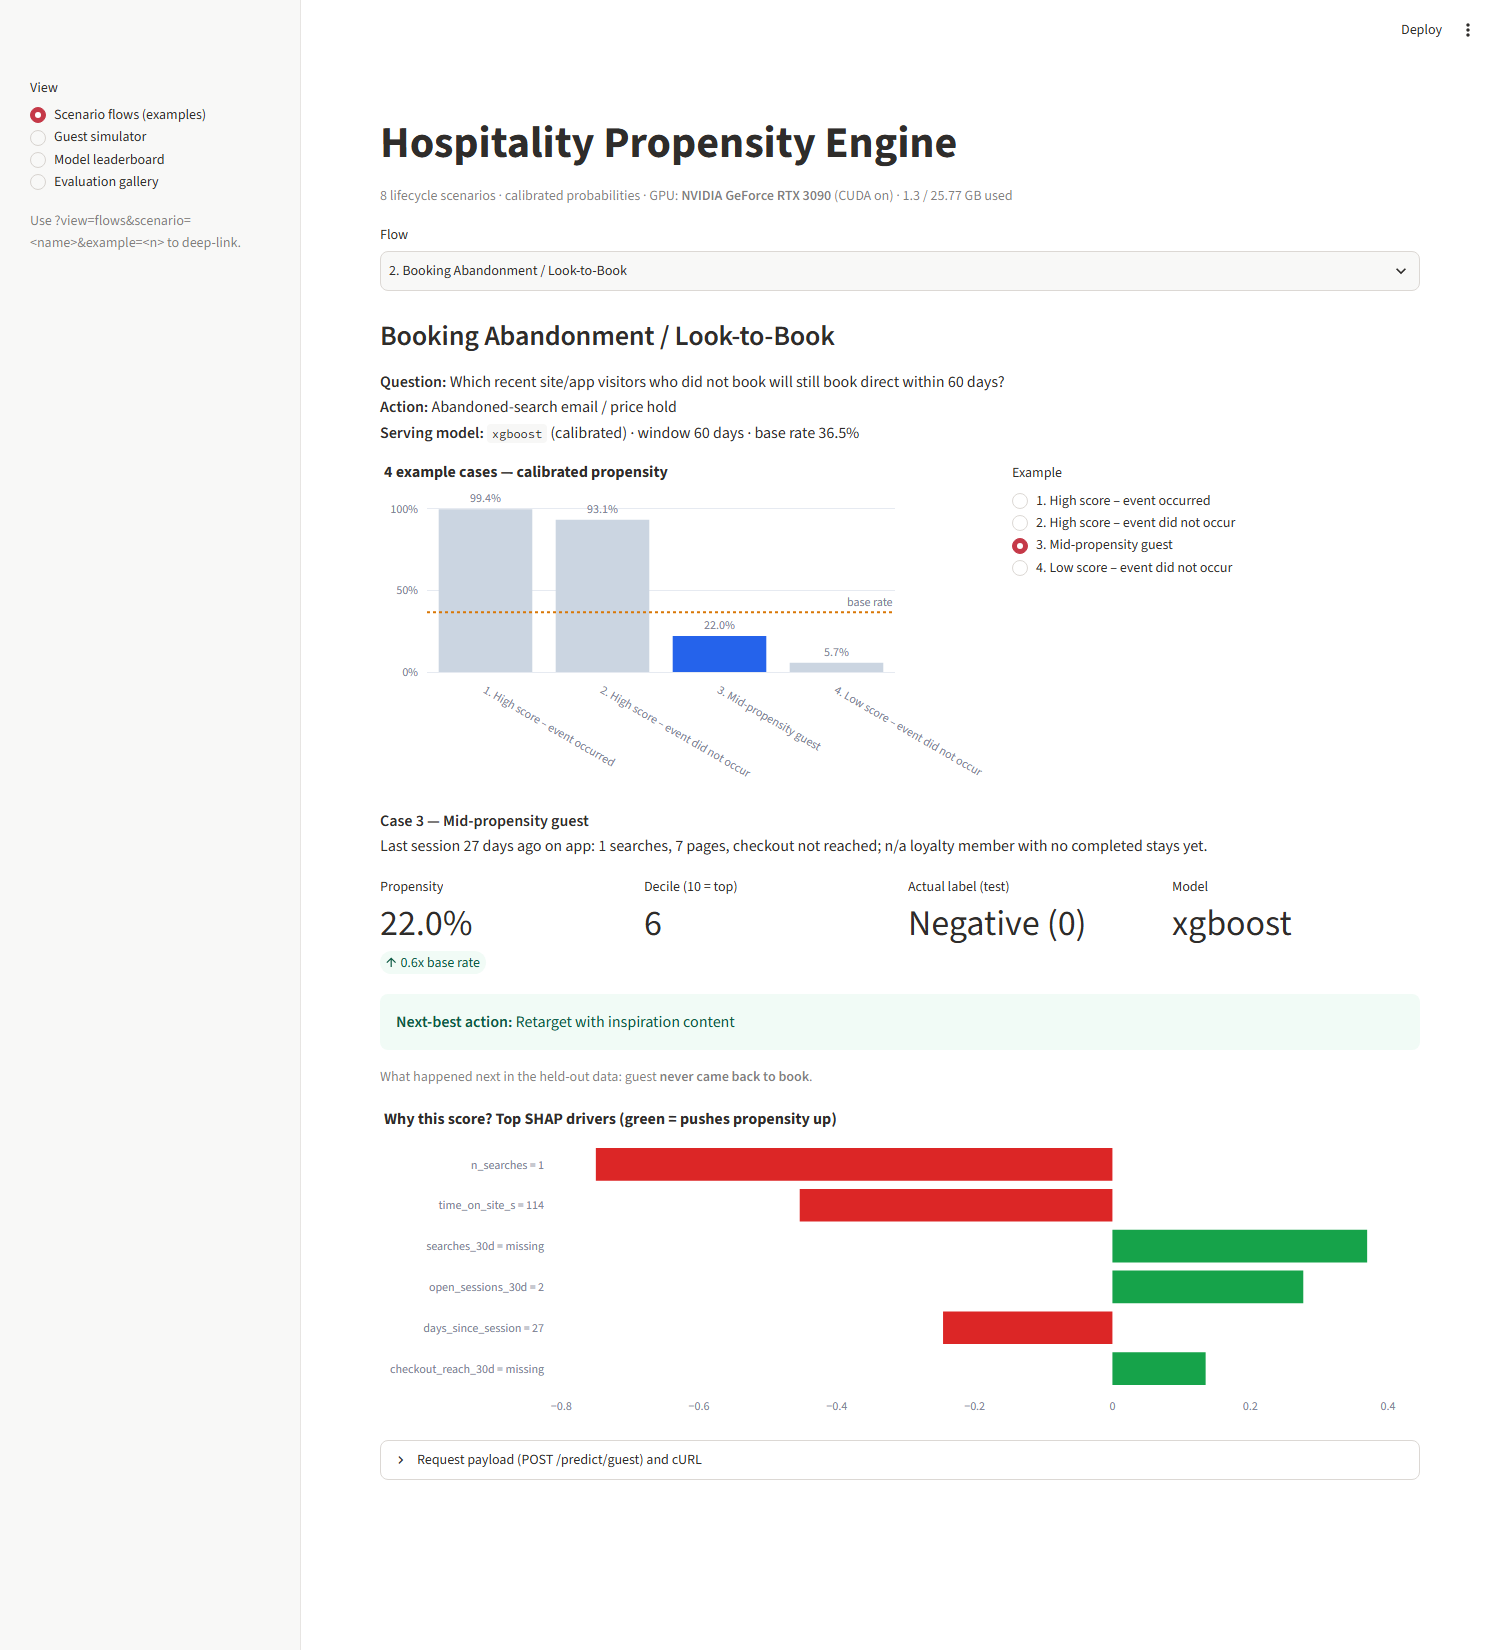 Deploy
View
Scenario flows (examples)
Guest simulator
Model leaderboard
Evaluation gallery
Use ?view=flows&scenario=
<name>&example=<n> to deep-link.
Hospitality Propensity Engine
8 lifecycle scenarios · calibrated probabilities · GPU: NVIDIA GeForce RTX 3090 (CUDA on) · 1.3 / 25.77 GB used
Flow
2. Booking Abandonment / Look-to-Book
Booking Abandonment / Look-to-Book
Question: Which recent site/app visitors who did not book will still book direct within 60 days?
Action: Abandoned-search email / price hold
Serving model: xgboost (calibrated) · window 60 days · base rate 36.5%
4 example cases — calibrated propensity
99.4%
93.1%
22.0%
5.7%
100%
50%
0%
base rate
1. High score – event occurred
2. High score – event did not occur
3. Mid-propensity guest
4. Low score – event did not occur
Example
1. High score – event occurred
2. High score – event did not occur
3. Mid-propensity guest
4. Low score – event did not occur
Case 3 — Mid-propensity guest
Last session 27 days ago on app: 1 searches, 7 pages, checkout not reached; n/a loyalty member with no completed stays yet.
Propensity
22.0%
↑ 0.6x base rate
Decile (10 = top)
6
Actual label (test)
Negative (0)
Model
xgboost
Next-best action: Retarget with inspiration content
What happened next in the held-out data: guest never came back to book.
Why this score? Top SHAP drivers (green = pushes propensity up)
n_searches = 1
time_on_site_s = 114
searches_30d = missing
open_sessions_30d = 2
days_since_session = 27
checkout_reach_30d = missing
−0.8 −0.6 −0.4 −0.2 0 0.2 0.4
Request payload (POST /predict/guest) and cURL